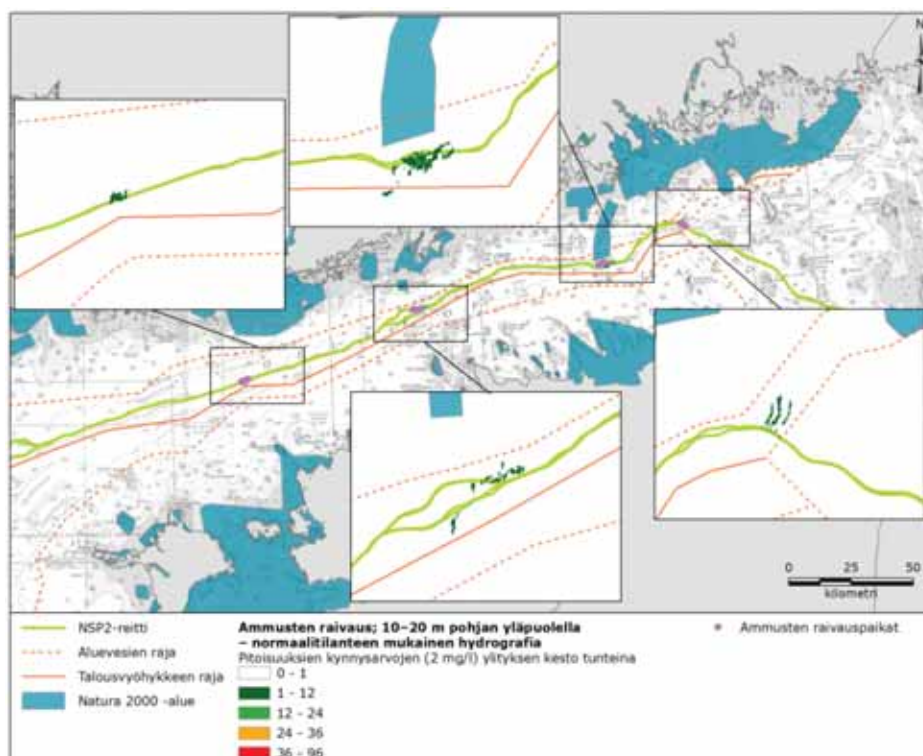 N
0 25 50
kilometri
NSP2-reitti
Aluevesien raja
Talousvyöhykkeen raja
Natura 2000 -alue
Ammusten raivaus; 10–20 m pohjan yläpuolella
– normaalitilanteen mukainen hydrografia
Pitoisuuksien kynnysarvojen (2 mg/l) ylityksen kesto tunteina
0 - 1
1 - 12
12 - 24
24 - 36
36 - 96
Ammusten raivauspaikat